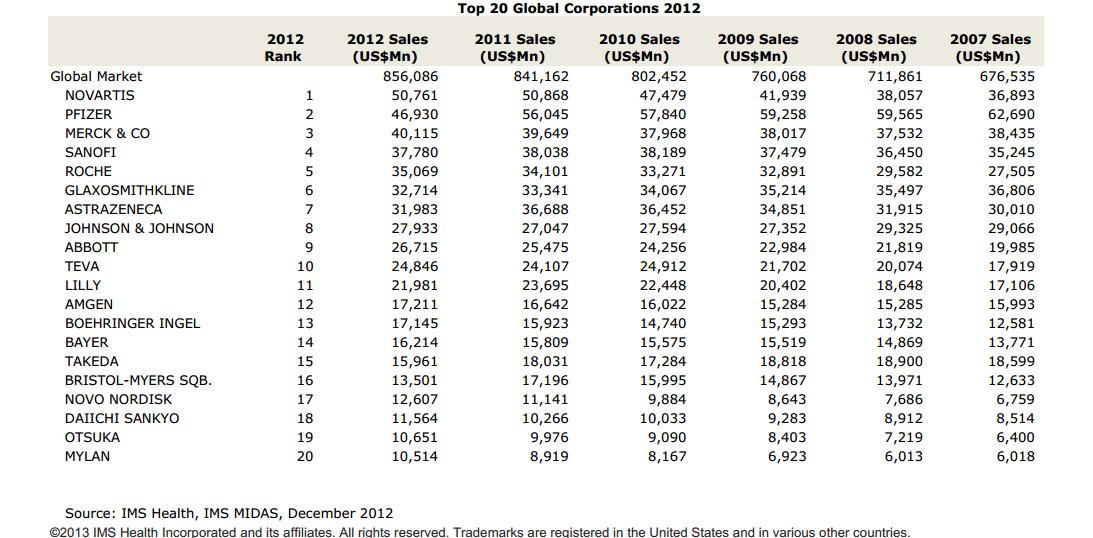 Top 20 Global Corporations 2012
2012 2012 Sales 2011 Sales 2010 Sales 2009 Sales 2008 Sales 2007 Sales
Rank (US$Mn) (US$Mn) (US$Mn) (US$Mn) (US$Mn) (US$Mn)
Global Market 856,086 841,162 802,452 760,068 711,861 676,535
NOVARTIS 1 50,761 50,868 47,479 41,939 38,057 36,893
PFIZER 2 46,930 56,045 57,840 59,258 59,565 62,690
MERCK & CO 3 40,115 39,649 37,968 38,017 37,532 38,435
SANOFI 4 37,780 38,038 38,189 37,479 36,450 35,245
ROCHE 5 35,069 34,101 33,271 32,891 29,582 27,505
GLAXOSMITHKLINE 6 32,714 33,341 34,067 35,214 35,497 36,806
ASTRAZENECA 7 31,983 36,688 36,452 34,851 31,915 30,010
JOHNSON & JOHNSON 8 27,933 27,047 27,594 27,352 29,325 29,066
ABBOTT 9 26,715 25,475 24,256 22,984 21,819 19,985
TEVA 10 24,846 24,107 24,912 21,702 20,074 17,919
LILLY 11 21,981 23,695 22,448 20,402 18,648 17,106
AMGEN 12 17,211 16,642 16,022 15,284 15,285 15,993
BOEHRINGER INGEL 13 17,145 15,923 14,740 15,293 13,732 12,581
BAYER 14 16,214 15,809 15,575 15,519 14,869 13,771
TAKEDA 15 15,961 18,031 17,284 18,818 18,900 18,599
BRISTOL-MYERS SQB. 16 13,501 17,196 15,995 14,867 13,971 12,633
NOVO NORDISK 17 12,607 11,141 9,884 8,643 7,686 6,759
DAIICHI SANKYO 18 11,564 10,266 10,033 9,283 8,912 8,514
OTSUKA 19 10,651 9,976 9,090 8,403 7,219 6,400
MYLAN 20 10,514 8,919 8,167 6,923 6,013 6,018
Source: IMS Health, IMS MIDAS, December 2012
©2013 IMS Health Incorporated and its affiliates. All rights reserved. Trademarks are registered in the United States and in various other countries.